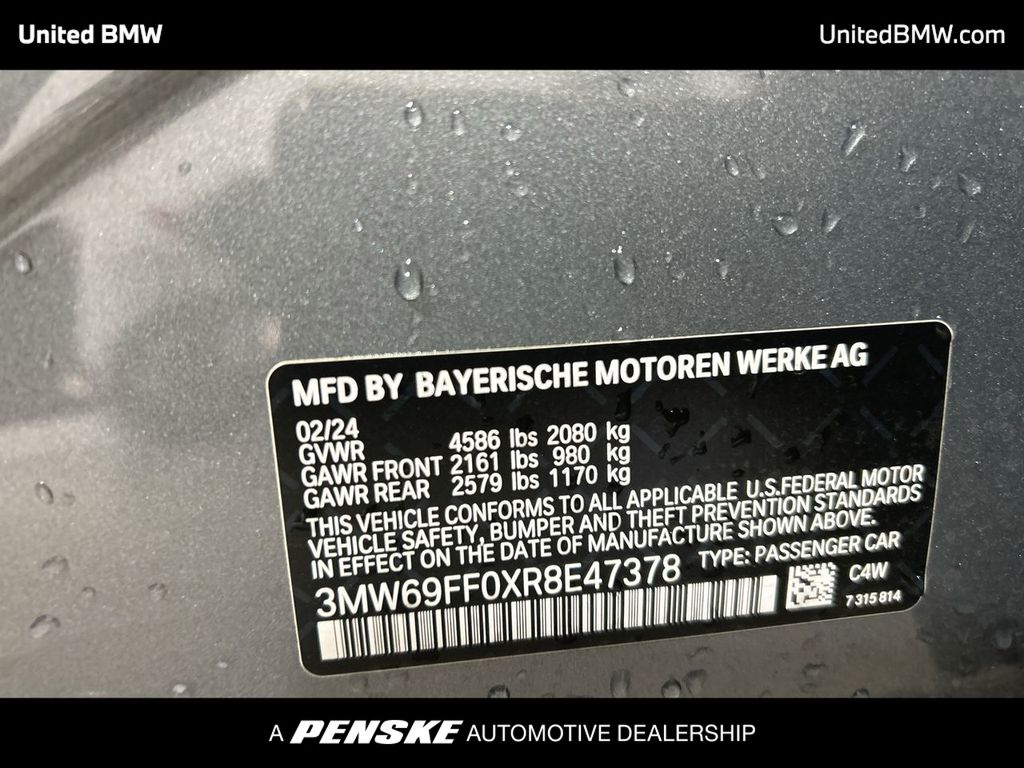 United BMW
UnitedBMW.com
MFD BY BAYERISCHE MOTOREN WERKE AG
02/24
GVWR 4586 lbs 2080 kg
GAWR FRONT 2161 lbs 980 kg
GAWR REAR 2579 lbs 1170 kg
THIS VEHICLE CONFORMS TO ALL APPLICABLE U.S.FEDERAL MOTOR
VEHICLE SAFETY, BUMPER AND THEFT PREVENTION STANDARDS
IN EFFECT ON THE DATE OF MANUFACTURE SHOWN ABOVE.
3MW69FF0XR8E47378 TYPE: PASSENGER CAR
C4W
7 315 814
A PENSKE AUTOMOTIVE DEALERSHIP